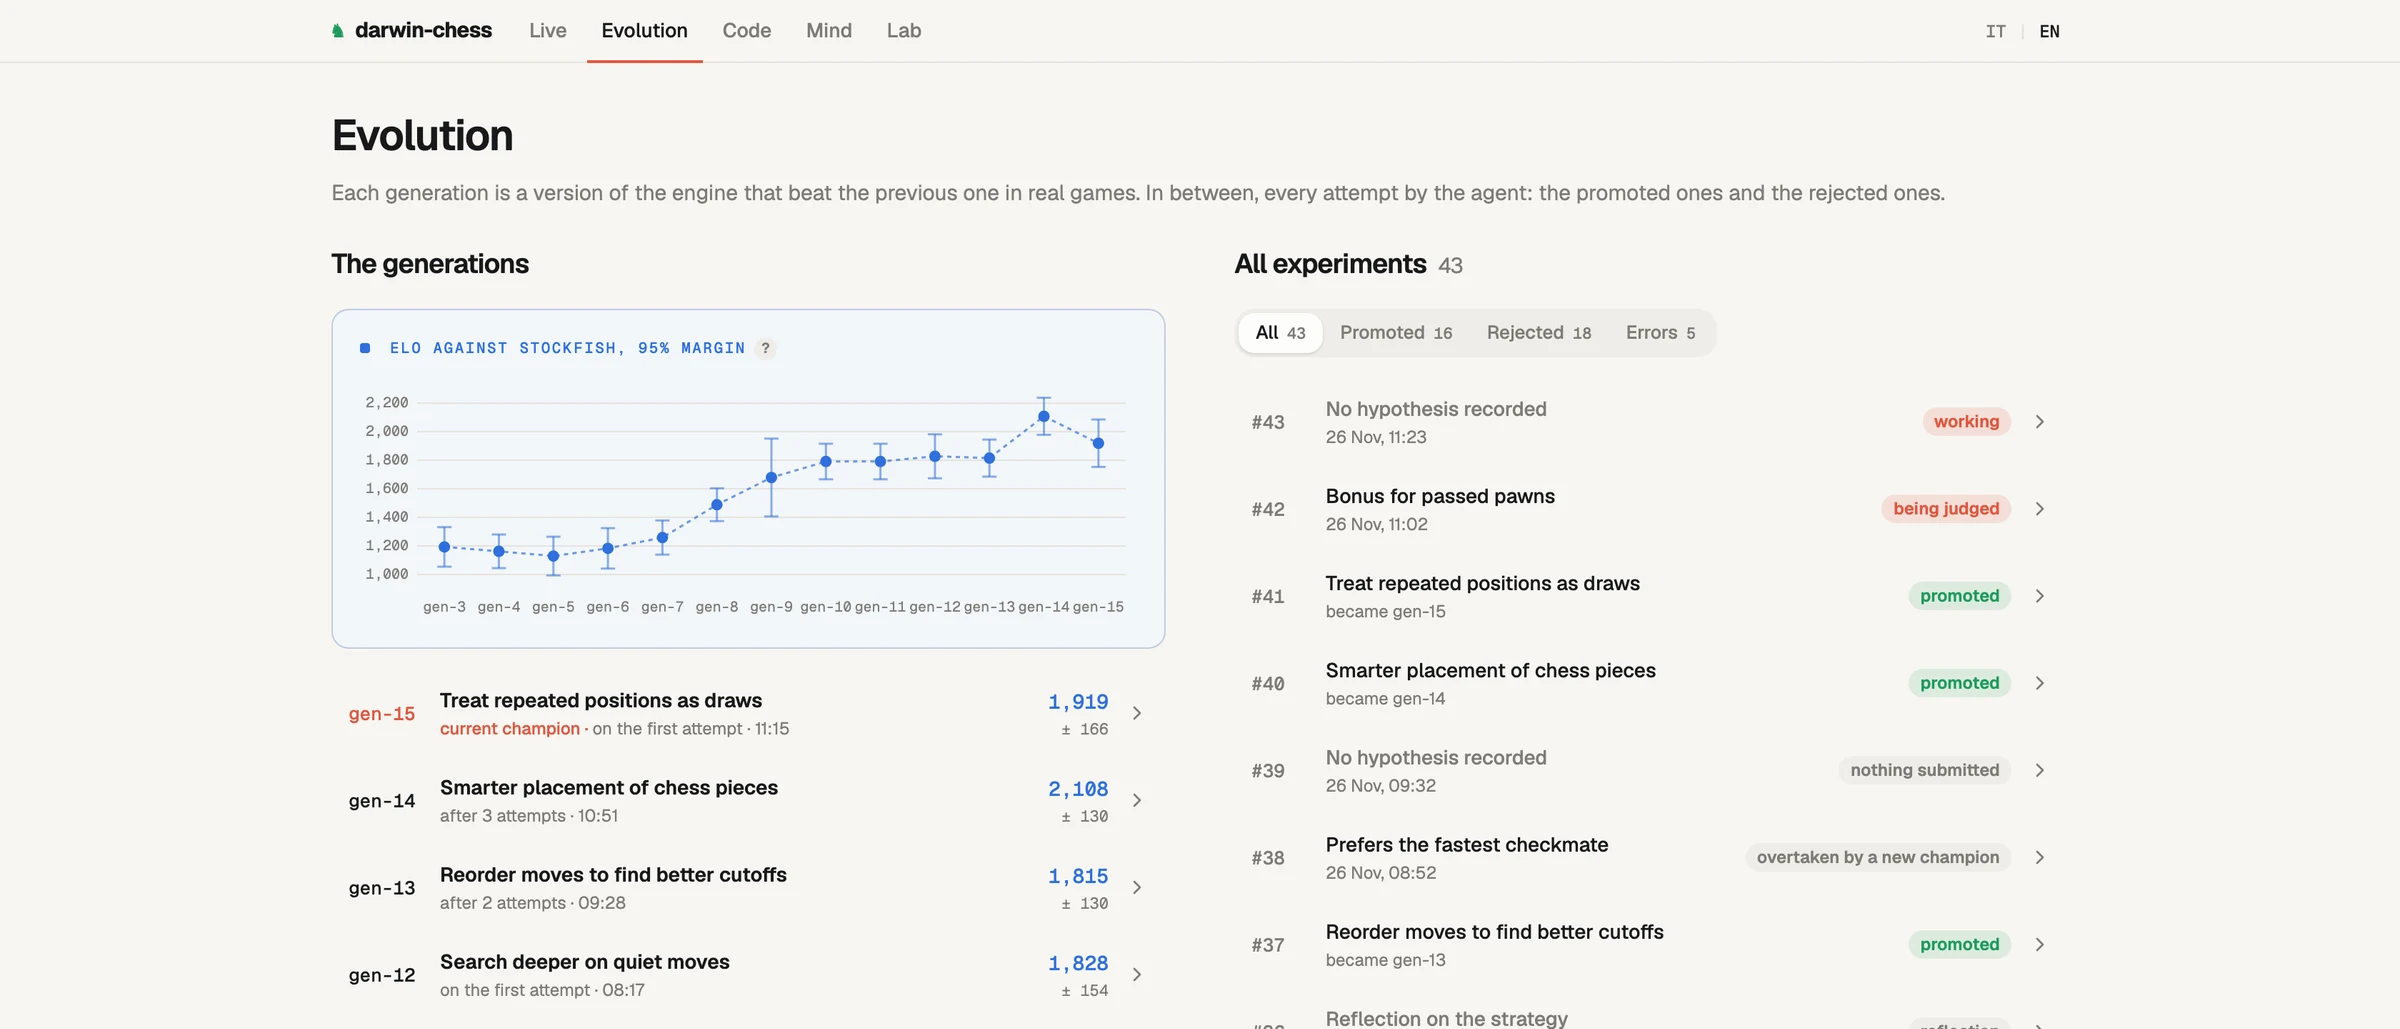 darwin-chess Live Evolution Code Mind Lab IT EN
Evolution
Each generation is a version of the engine that beat the previous one in real games. In between, every attempt by the agent: the promoted ones and the rejected ones.
The generations
ELO AGAINST STOCKFISH, 95% MARGIN ?
2,200
2,000
1,800
1,600
1,400
1,200
1,000
gen-3 gen-4 gen-5 gen-6 gen-7 gen-8 gen-9 gen-10 gen-11 gen-12 gen-13 gen-14 gen-15
gen-15 Treat repeated positions as draws 1,919
current champion · on the first attempt · 11:15 ± 166
gen-14 Smarter placement of chess pieces 2,108
after 3 attempts · 10:51 ± 130
gen-13 Reorder moves to find better cutoffs 1,815
after 2 attempts · 09:28 ± 130
gen-12 Search deeper on quiet moves 1,828
on the first attempt · 08:17 ± 154
All experiments 43
All 43 Promoted 16 Rejected 18 Errors 5
#43 No hypothesis recorded working
26 Nov, 11:23
#42 Bonus for passed pawns being judged
26 Nov, 11:02
#41 Treat repeated positions as draws promoted
became gen-15
#40 Smarter placement of chess pieces promoted
became gen-14
#39 No hypothesis recorded nothing submitted
26 Nov, 09:32
#38 Prefers the fastest checkmate overtaken by a new champion
26 Nov, 08:52
#37 Reorder moves to find better cutoffs promoted
became gen-13
Reflection on the strategy